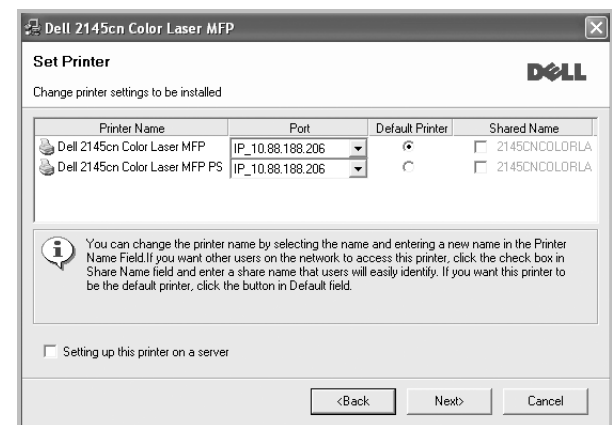 Dell 2145cn Color Laser MFP
Set Printer
Change printer settings to be installed
DELL
Printer Name Port Default Printer Shared Name
Dell 2145cn Color Laser MFP IP_10.88.188.206 2145CNCOLORLA
Dell 2145cn Color Laser MFP PS IP_10.88.188.206 2145CNCOLORLA
You can change the printer name by selecting the name and entering a new name in the Printer
Name Field.If you want other users on the network to access this printer, click the check box in
Share Name field and enter a share name that users will easily identify. If you want this printer to
be the default printer, click the button in Default field.
Setting up this printer on a server
<Back Next> Cancel